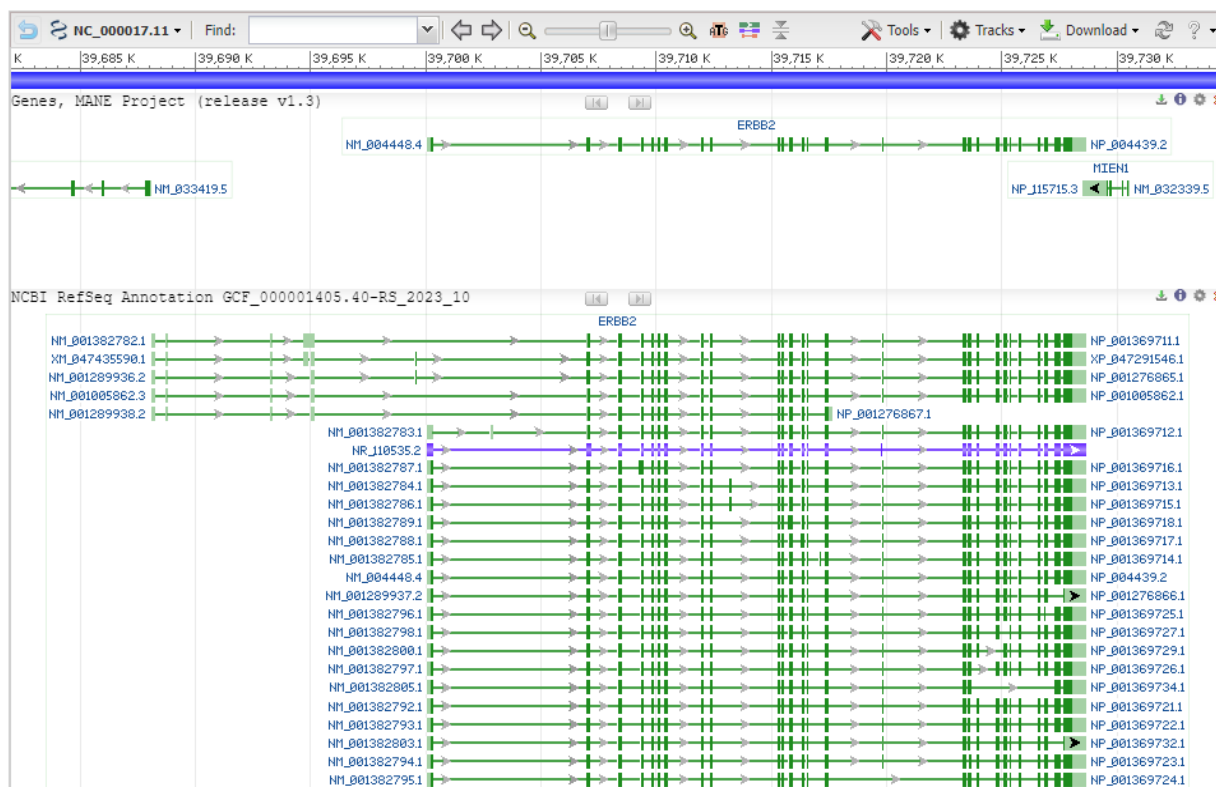 NC_000017.11 Find: ATG Tools Tracks Download ?
K 39,685 K 39,690 K 39,695 K 39,700 K 39,705 K 39,710 K 39,715 K 39,720 K 39,725 K 39,730 K
Genes, MANE Project (release v1.3)
ERBB2
NM_004448.4 NP_004439.2
MIEN1
NM_033419.5 NP_115715.3 NM_032339.5
NCBI RefSeq Annotation GCF_000001405.40-RS_2023_10
ERBB2
NM_001382782.1 NP_001369711.1
XM_047435590.1 XP_047291546.1
NM_001289936.2 NP_001276865.1
NM_001005862.3 NP_001005862.1
NM_001289938.2 NP_001276867.1
NM_001382783.1 NP_001369712.1
NR_110535.2
NM_001382787.1 NP_001369716.1
NM_001382784.1 NP_001369713.1
NM_001382786.1 NP_001369715.1
NM_001382789.1 NP_001369718.1
NM_001382788.1 NP_001369717.1
NM_001382785.1 NP_001369714.1
NM_004448.4 NP_004439.2
NM_001289937.2 NP_001276866.1
NM_001382796.1 NP_001369725.1
NM_001382798.1 NP_001369727.1
NM_001382800.1 NP_001369729.1
NM_001382797.1 NP_001369726.1
NM_001382805.1 NP_001369734.1
NM_001382792.1 NP_001369721.1
NM_001382793.1 NP_001369722.1
NM_001382803.1 NP_001369732.1
NM_001382794.1 NP_001369723.1
NM_001382795.1 NP_001369724.1